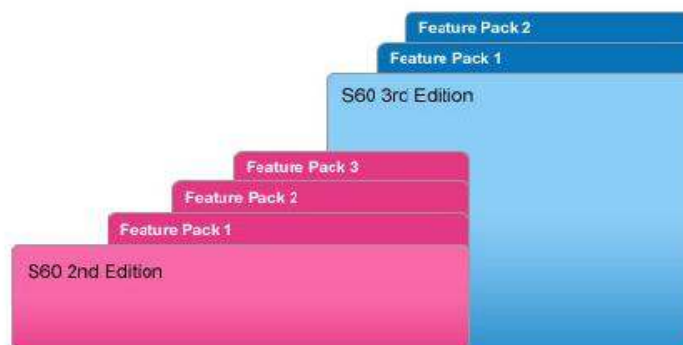 Feature Pack 2
Feature Pack 1
S60 3rd Edition
Feature Pack 3
Feature Pack 2
Feature Pack 1
S60 2nd Edition